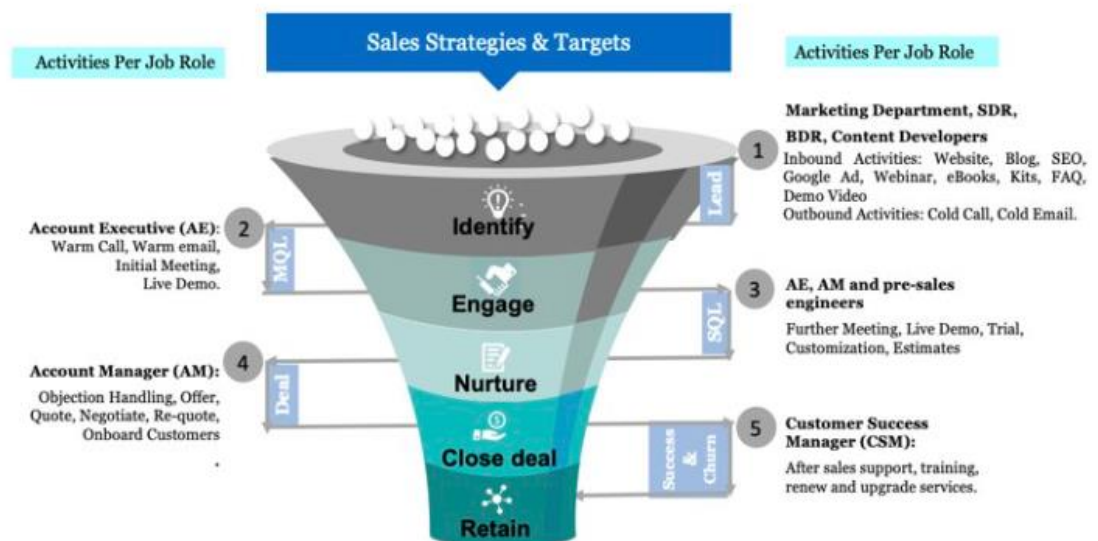 Sales Strategies & Targets
Activities Per Job Role
Activities Per Job Role
1
Marketing Department, SDR,
BDR, Content Developers
Inbound Activities: Website, Blog, SEO,
Google Ad, Webinar, eBooks, Kits, FAQ,
Demo Video
Outbound Activities: Cold Call, Cold Email.
Lead
Identify
2
Account Executive (AE):
Warm Call, Warm email,
Initial Meeting,
Live Demo.
MQL
Engage
3
AE, AM and pre-sales
engineers
Further Meeting, Live Demo, Trial,
Customization, Estimates
SQL
Nurture
4
Account Manager (AM):
Objection Handling, Offer,
Quote, Negotiate, Re-quote,
Onboard Customers
.
Deal
Close deal
5
Customer Success
Manager (CSM):
After sales support, training,
renew and upgrade services.
Success
&
Churn
Retain